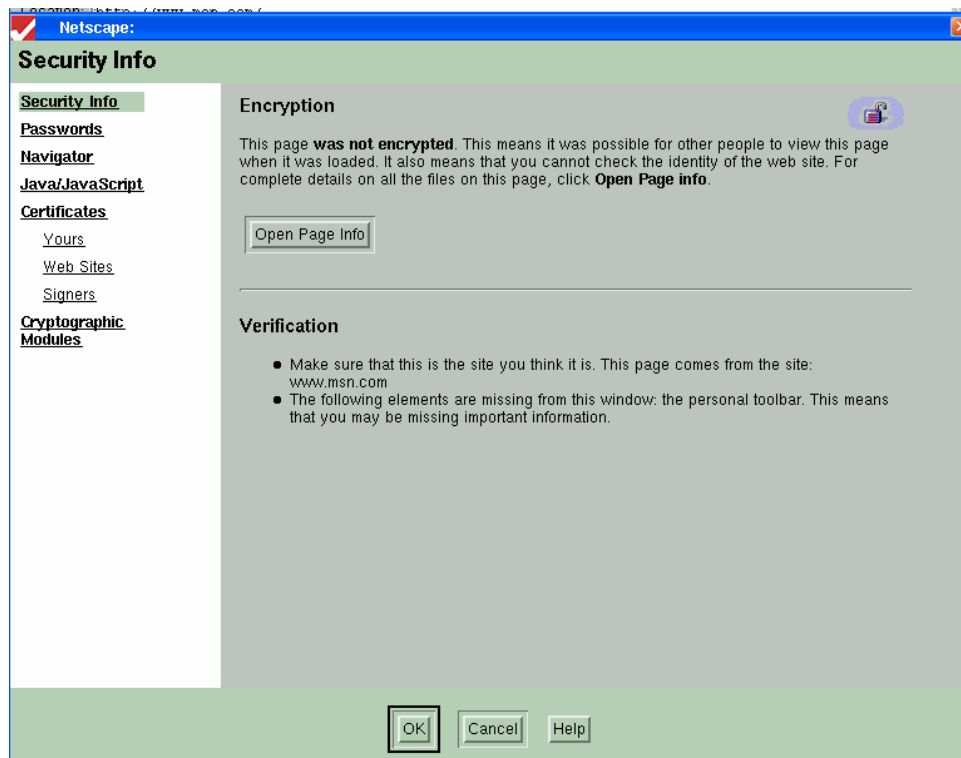 Netscape:
Security Info
Security Info
Passwords
Navigator
Java/JavaScript
Certificates
Yours
Web Sites
Signers
Cryptographic
Modules
Encryption
This page was not encrypted. This means it was possible for other people to view this page
when it was loaded. It also means that you cannot check the identity of the web site. For
complete details on all the files on this page, click Open Page info.
Open Page Info
Verification
• Make sure that this is the site you think it is. This page comes from the site:
www.msn.com
• The following elements are missing from this window: the personal toolbar. This means
that you may be missing important information.
OK
Cancel
Help